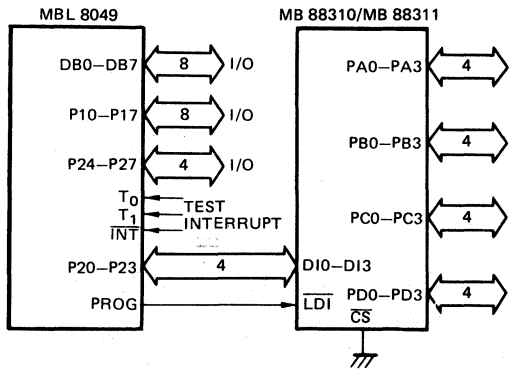 MBL 8049
MB 88310/MB 88311
DB0–DB7 8 I/O
PA0–PA3 4
P10–P17 8 I/O
PB0–PB3 4
P24–P27 4 I/O
T0
T1
INT
TEST
INTERRUPT
PC0–PC3 4
P20–P23 4 DI0–DI3
PD0–PD3 4
PROG LDI
CS